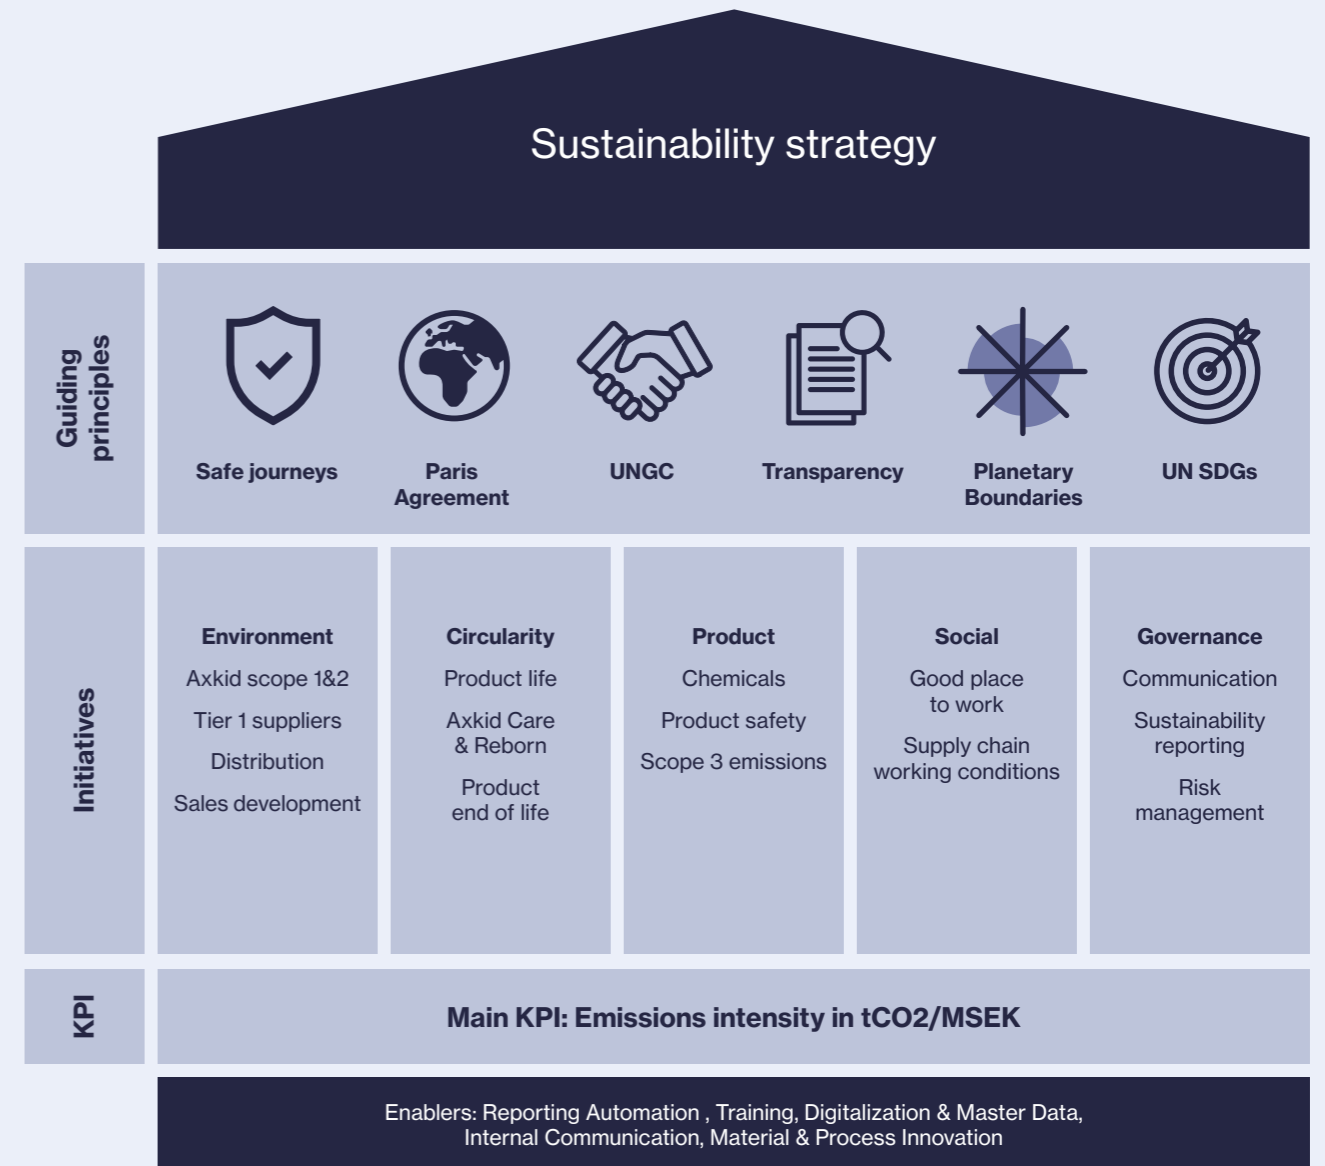 Sustainability strategy
Guiding
principles
Safe journeys
Paris
Agreement
UNGC
Transparency
Planetary
Boundaries
UN SDGs
Initiatives
Environment
Axkid scope 1&2
Tier 1 suppliers
Distribution
Sales development
Circularity
Product life
Axkid Care
& Reborn
Product
end of life
Product
Chemicals
Product safety
Scope 3 emissions
Social
Good place
to work
Supply chain
working conditions
Governance
Communication
Sustainability
reporting
Risk
management
KPI
Main KPI: Emissions intensity in tCO2/MSEK
Enablers: Reporting Automation , Training, Digitalization & Master Data,
Internal Communication, Material & Process Innovation